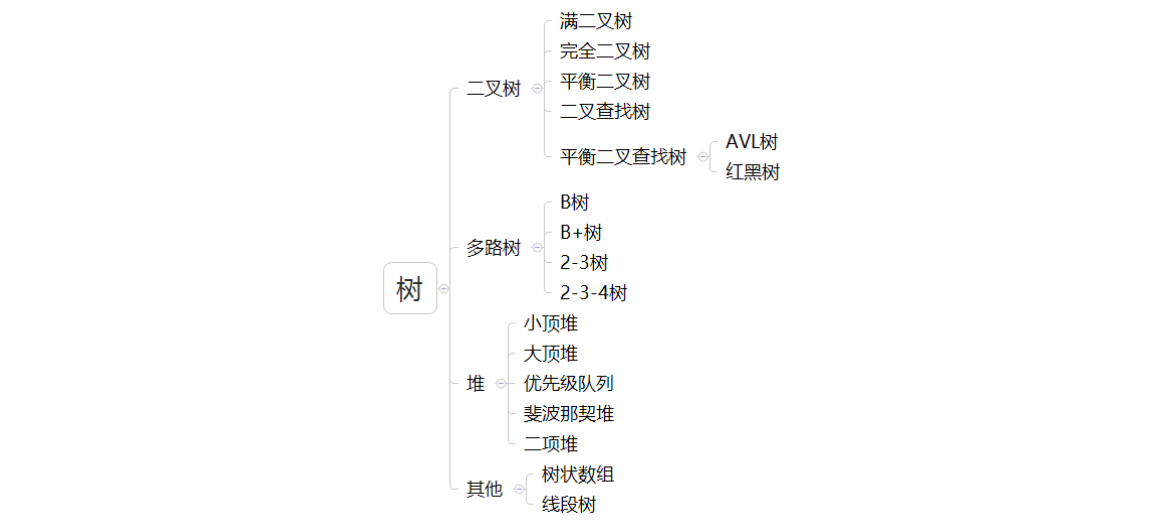 树
二叉树
满二叉树
完全二叉树
平衡二叉树
二叉查找树
平衡二叉查找树
AVL树
红黑树
多路树
B树
B+树
2-3树
2-3-4树
堆
小顶堆
大顶堆
优先级队列
斐波那契堆
二项堆
其他
树状数组
线段树